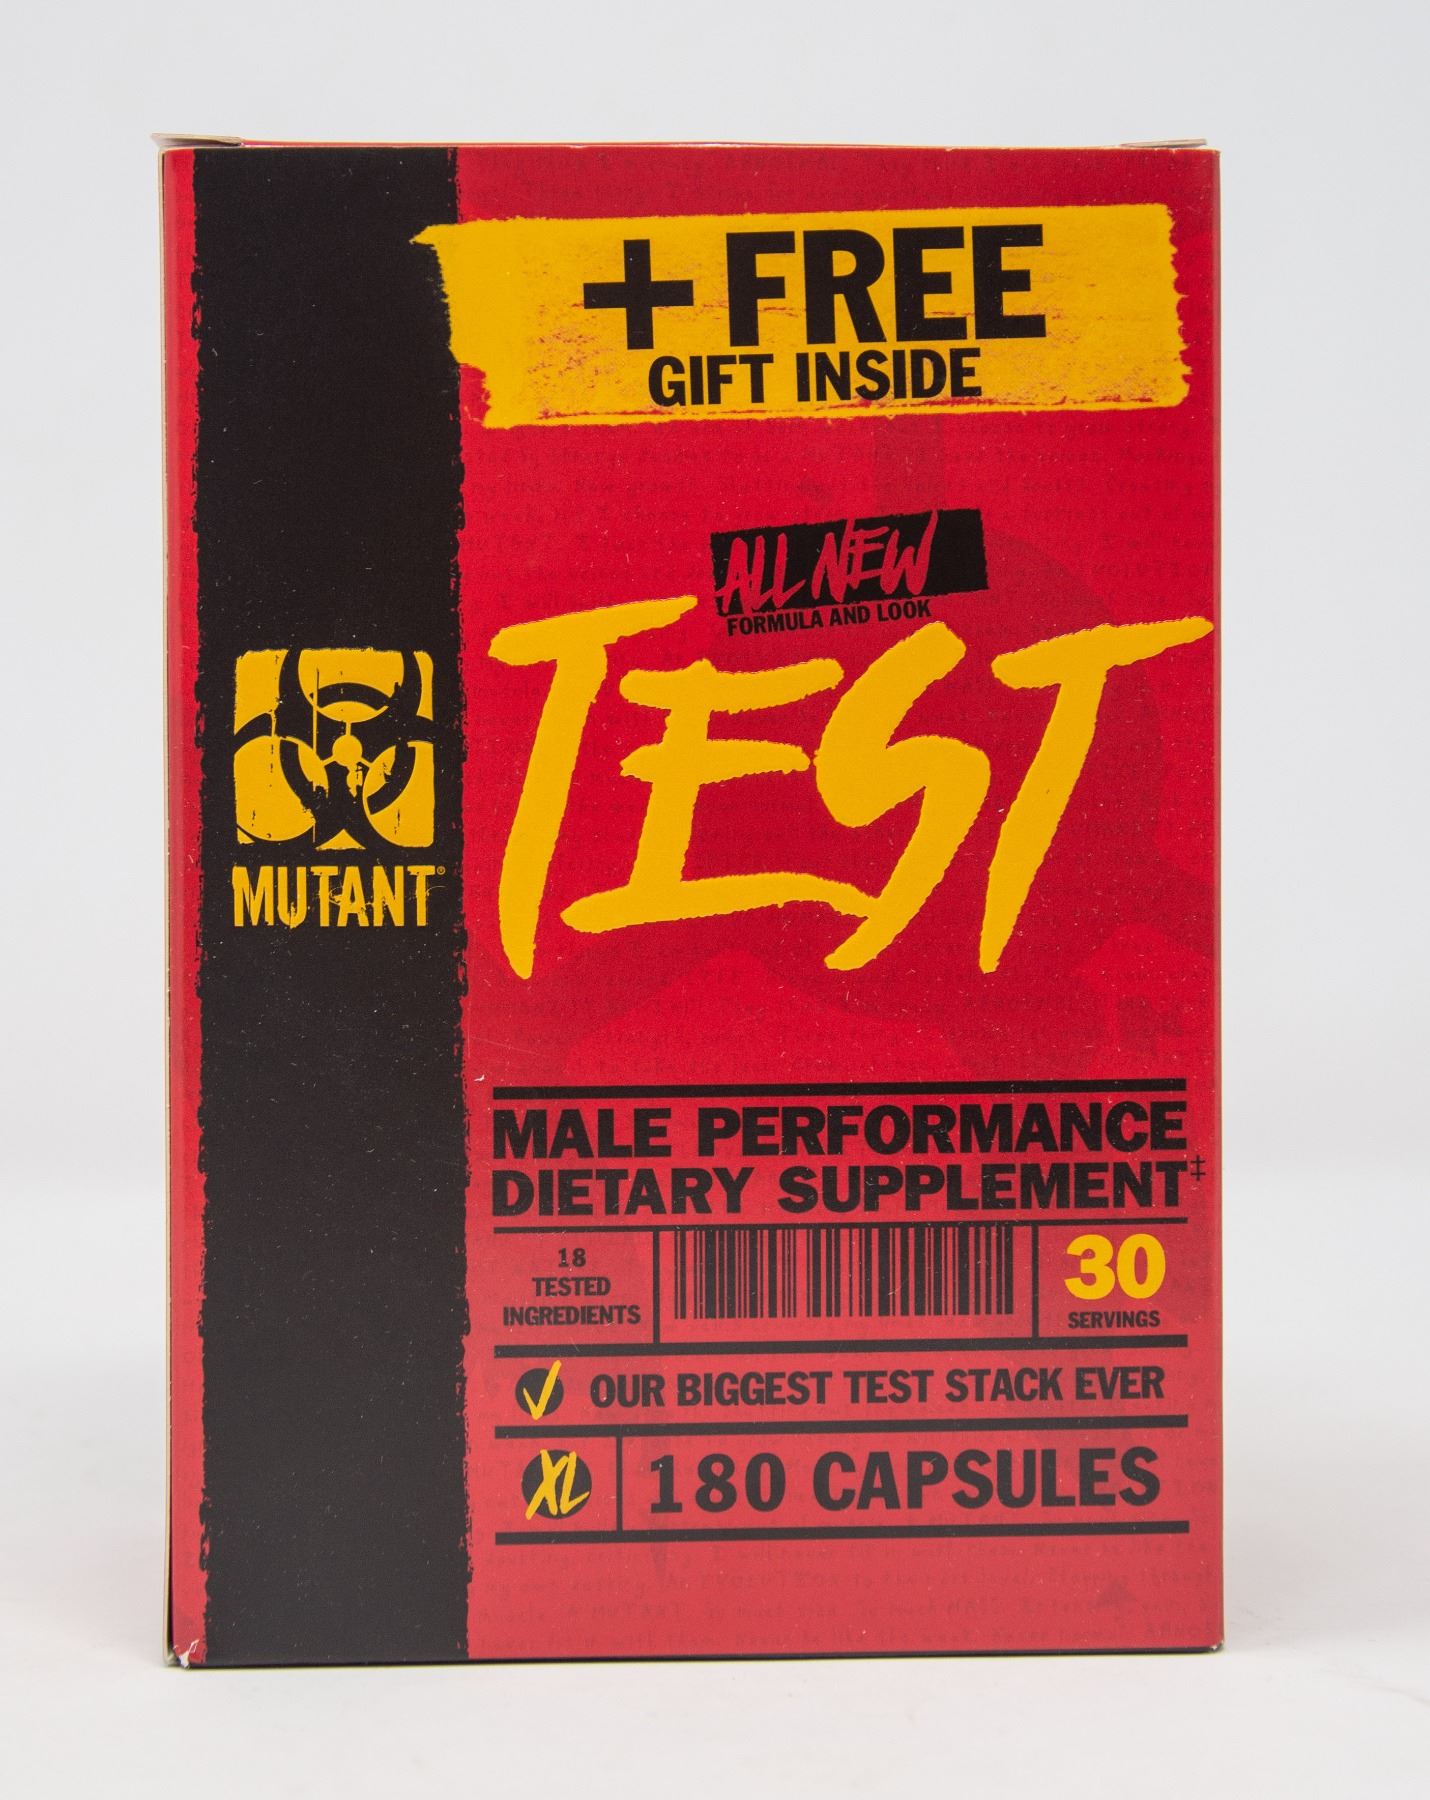 + FREE
GIFT INSIDE
ALL NEW
FORMULA AND LOOK
TEST
MUTANT®
MALE PERFORMANCE
DIETARY SUPPLEMENT‡
18
TESTED
INGREDIENTS
30
SERVINGS
OUR BIGGEST TEST STACK EVER
XL
180 CAPSULES